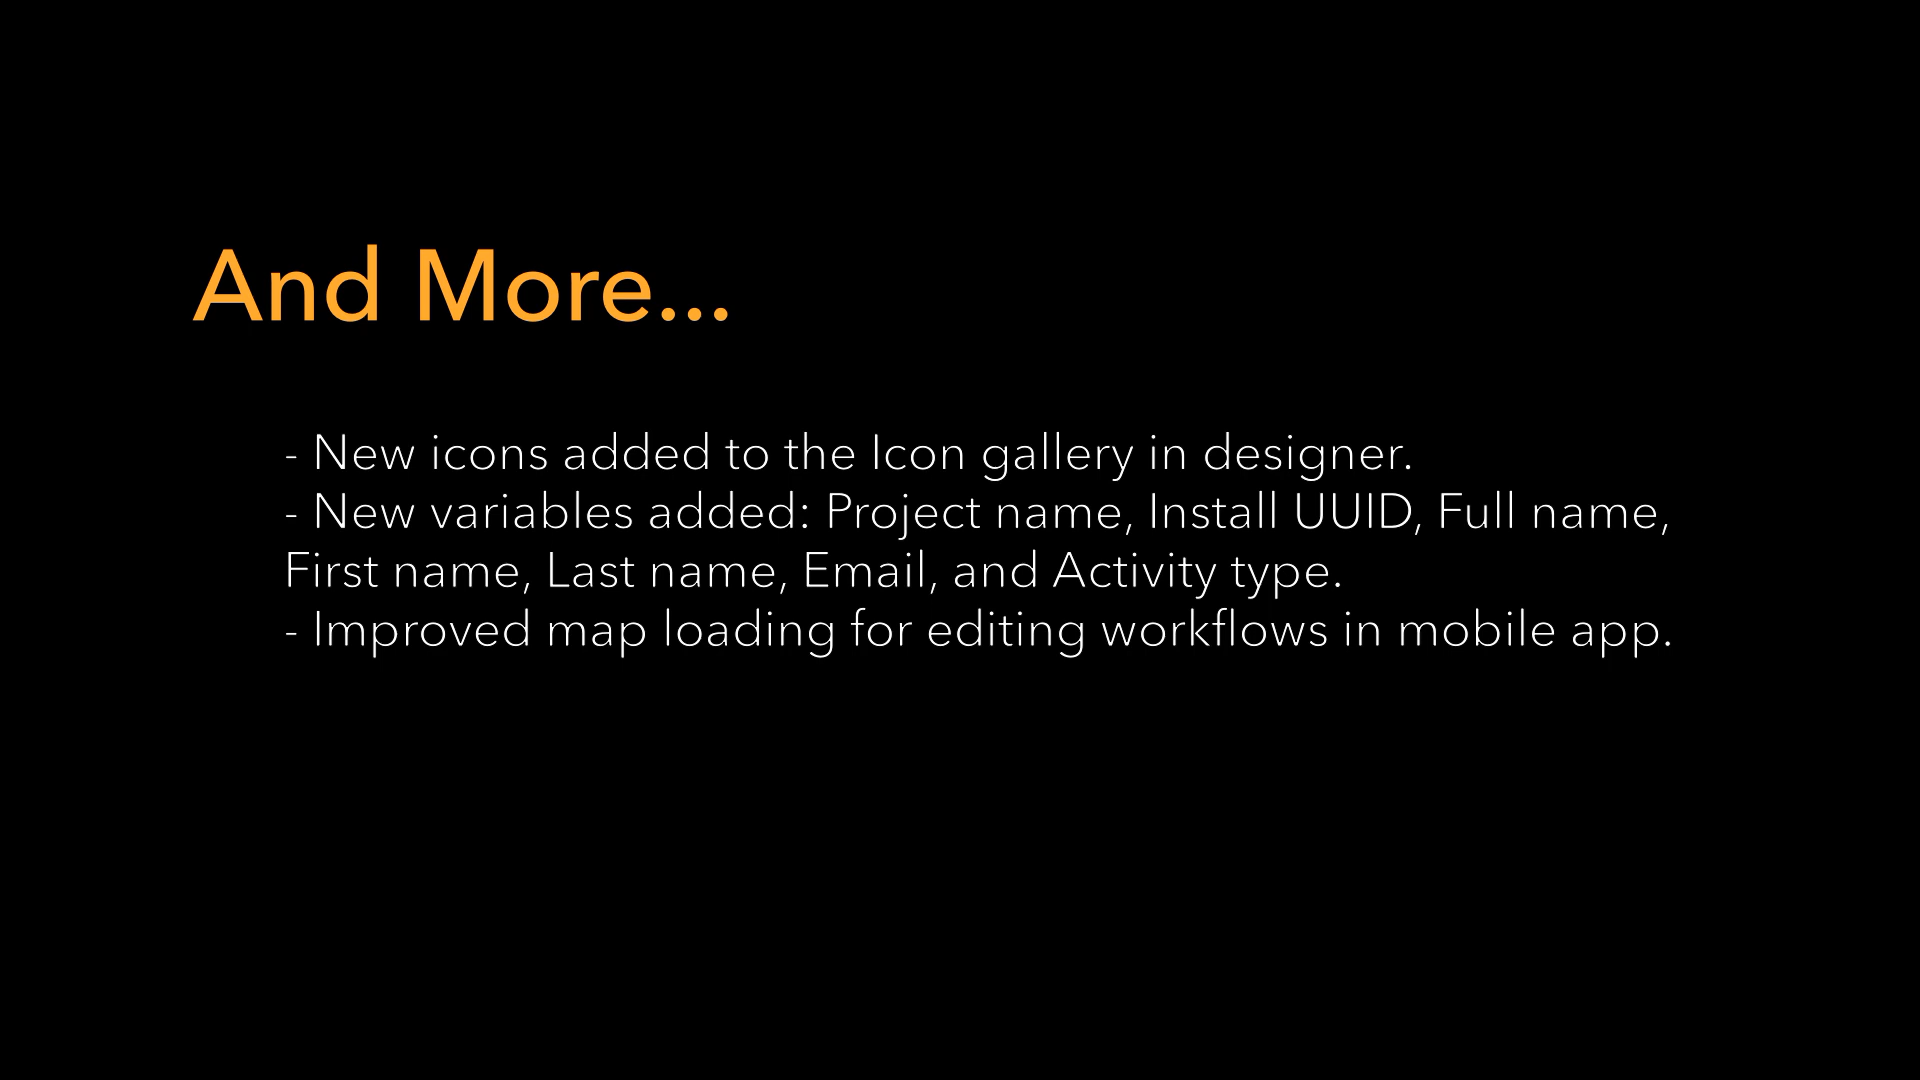 And More...
- New icons added to the Icon gallery in designer.
- New variables added: Project name, Install UUID, Full name,
First name, Last name, Email, and Activity type.
- Improved map loading for editing workflows in mobile app.